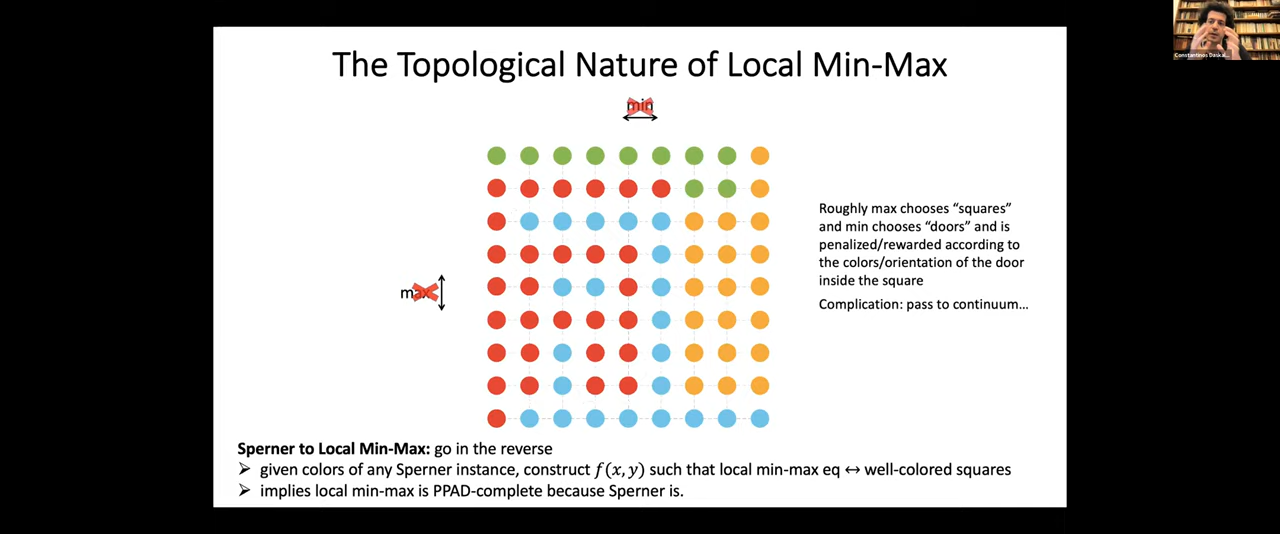 The Topological Nature of Local Min-Max
min
max
Roughly max chooses “squares”
and min chooses “doors” and is
penalized/rewarded according to
the colors/orientation of the door
inside the square
Complication: pass to continuum…
Sperner to Local Min-Max: go in the reverse
➢ given colors of any Sperner instance, construct f(x, y) such that local min-max eq ↔ well-colored squares
➢ implies local min-max is PPAD-complete because Sperner is.
Constantinos Daskal...